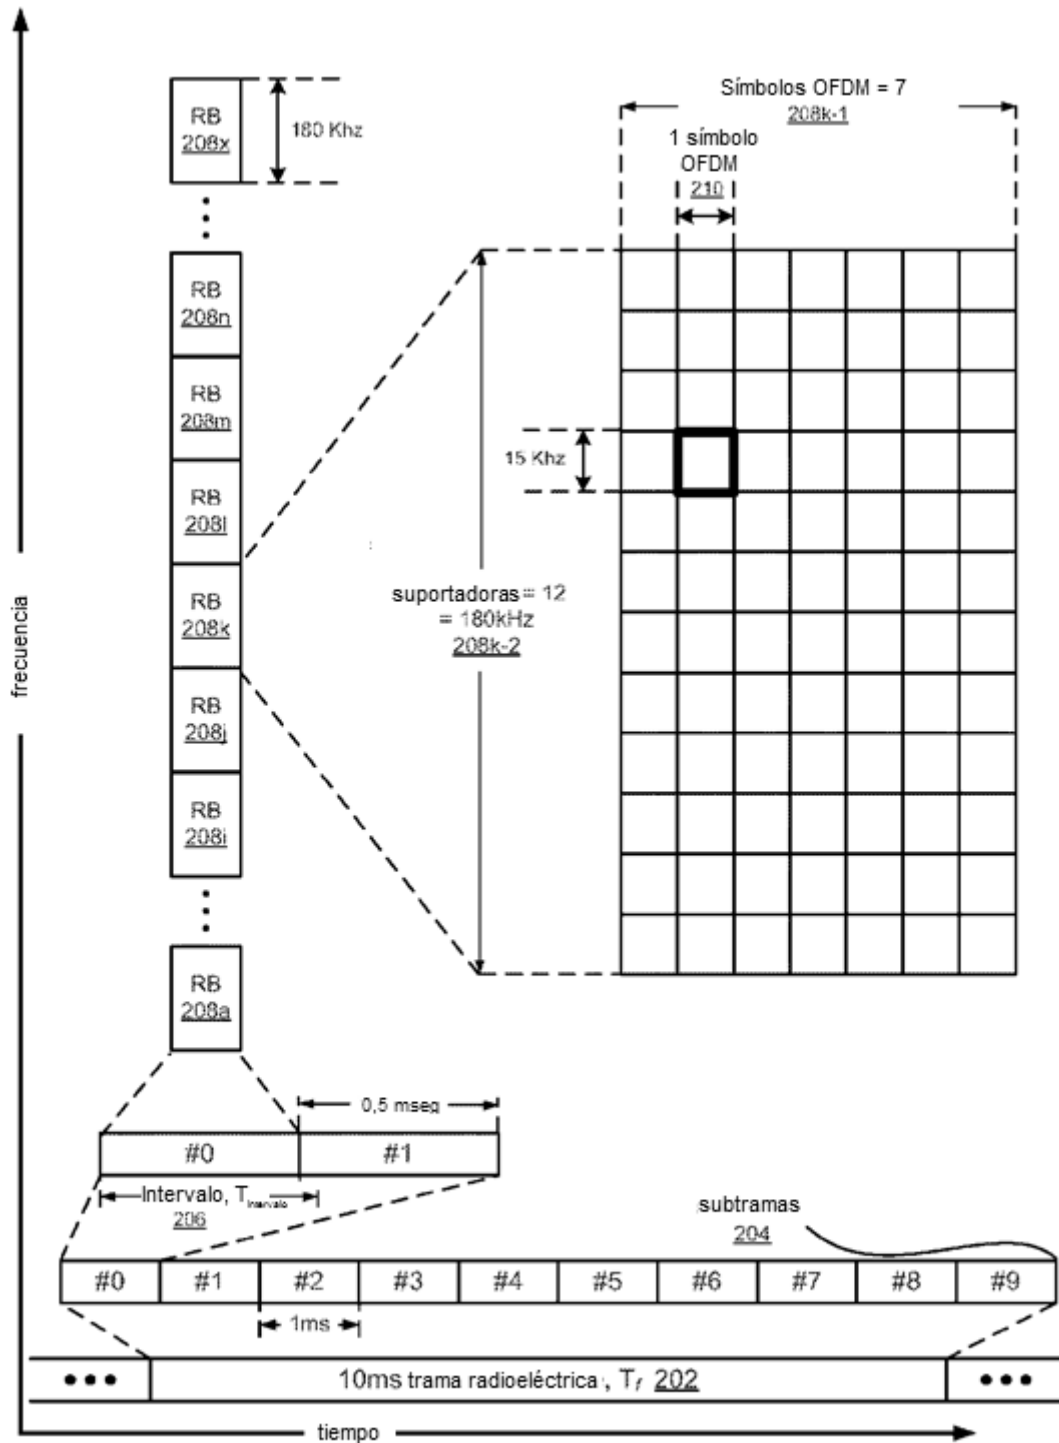 RB
208x
180 Khz
Símbolos OFDM = 7
208k-1
1 símbolo
OFDM
210
RB
208n
RB
208m
RB
208l
RB
208k
RB
208j
RB
208i
RB
208a
15 Khz
suportadoras = 12
= 180kHz
208k-2
frecuencia
0,5 mseg
#0 #1
Intervalo, T intervalo
206
subtramas
204
#0 #1 #2 #3 #4 #5 #6 #7 #8 #9
1ms
10ms trama radioeléctrica, Tf 202
tiempo